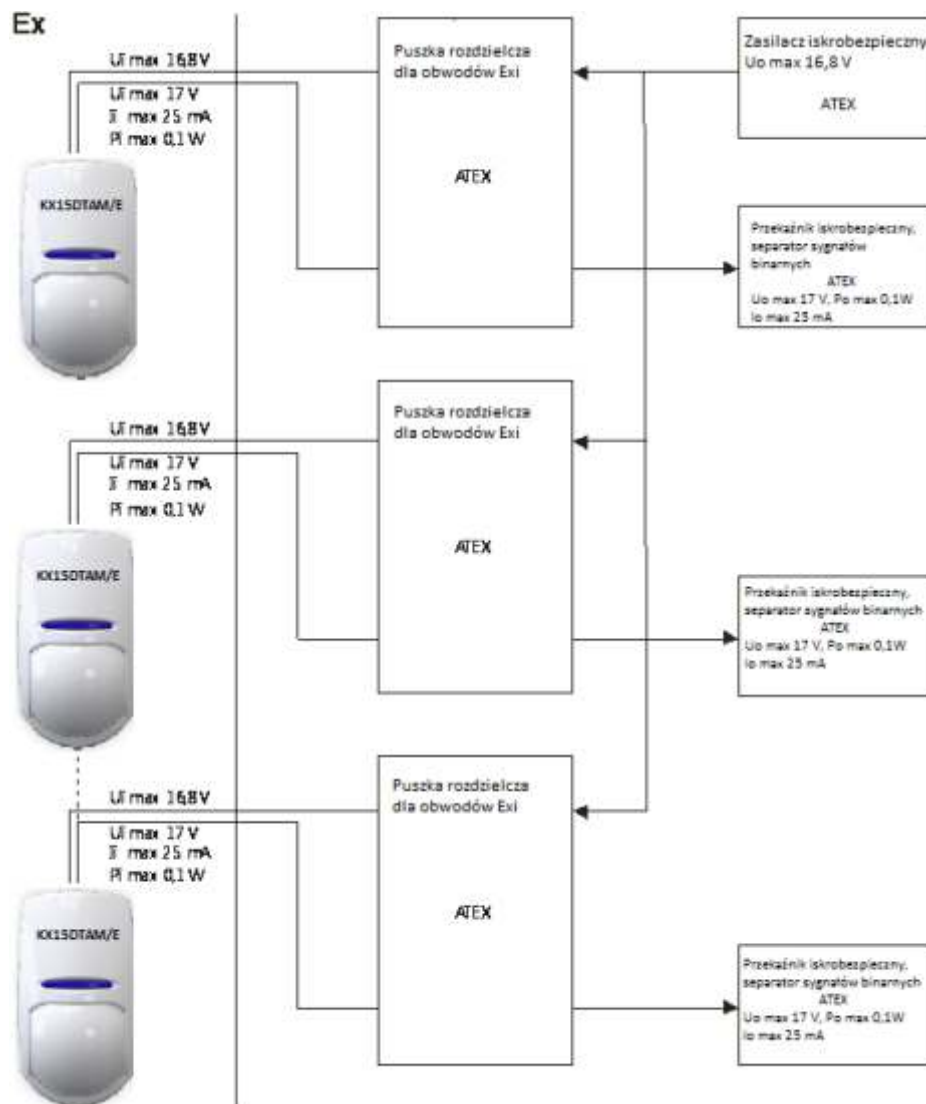 Ex
Ui max 16,8V
Ui max 17 V
Ii max 25 mA
Pi max 0,1 W
KX15DTAM/E
Puszka rozdzielcza
dla obwodów Exi
ATEX
Zasilacz iskrobezpieczny
Uo max 16,8 V
ATEX
Przekaźnik iskrobezpieczny,
separator sygnałów
binarnych
ATEX
Uo max 17 V, Po max 0,1W
Io max 25 mA
Ui max 16,8V
Ui max 17 V
Ii max 25 mA
Pi max 0,1 W
KX15DTAM/E
Puszka rozdzielcza
dla obwodów Exi
ATEX
Przekaźnik iskrobezpieczny,
separator sygnałów binarnych
ATEX
Uo max 17 V, Po max 0,1W
Io max 25 mA
Ui max 16,8V
Ui max 17 V
Ii max 25 mA
Pi max 0,1 W
KX15DTAM/E
Puszka rozdzielcza
dla obwodów Exi
ATEX
Przekaźnik iskrobezpieczny,
separator sygnałów binarnych
ATEX
Uo max 17 V, Po max 0,1W
Io max 25 mA